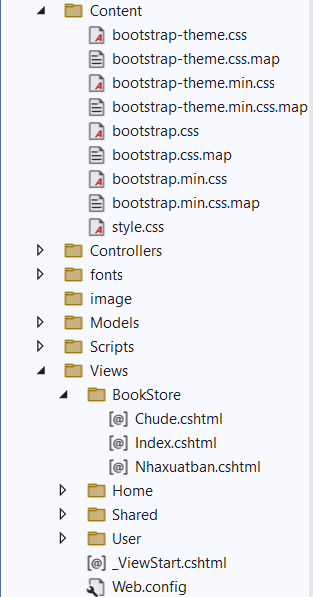 Content
bootstrap-theme.css
bootstrap-theme.css.map
bootstrap-theme.min.css
bootstrap-theme.min.css.map
bootstrap.css
bootstrap.css.map
bootstrap.min.css
bootstrap.min.css.map
style.css
Controllers
fonts
image
Models
Scripts
Views
BookStore
[@] Chude.cshtml
[@] Index.cshtml
[@] Nhaxuatban.cshtml
Home
Shared
User
[@] _ViewStart.cshtml
Web.config